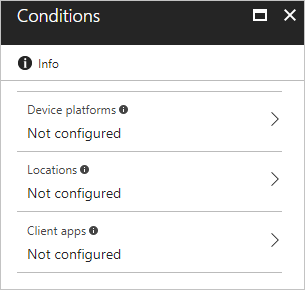 Conditions
Info
Device platforms
Not configured
Locations
Not configured
Client apps
Not configured